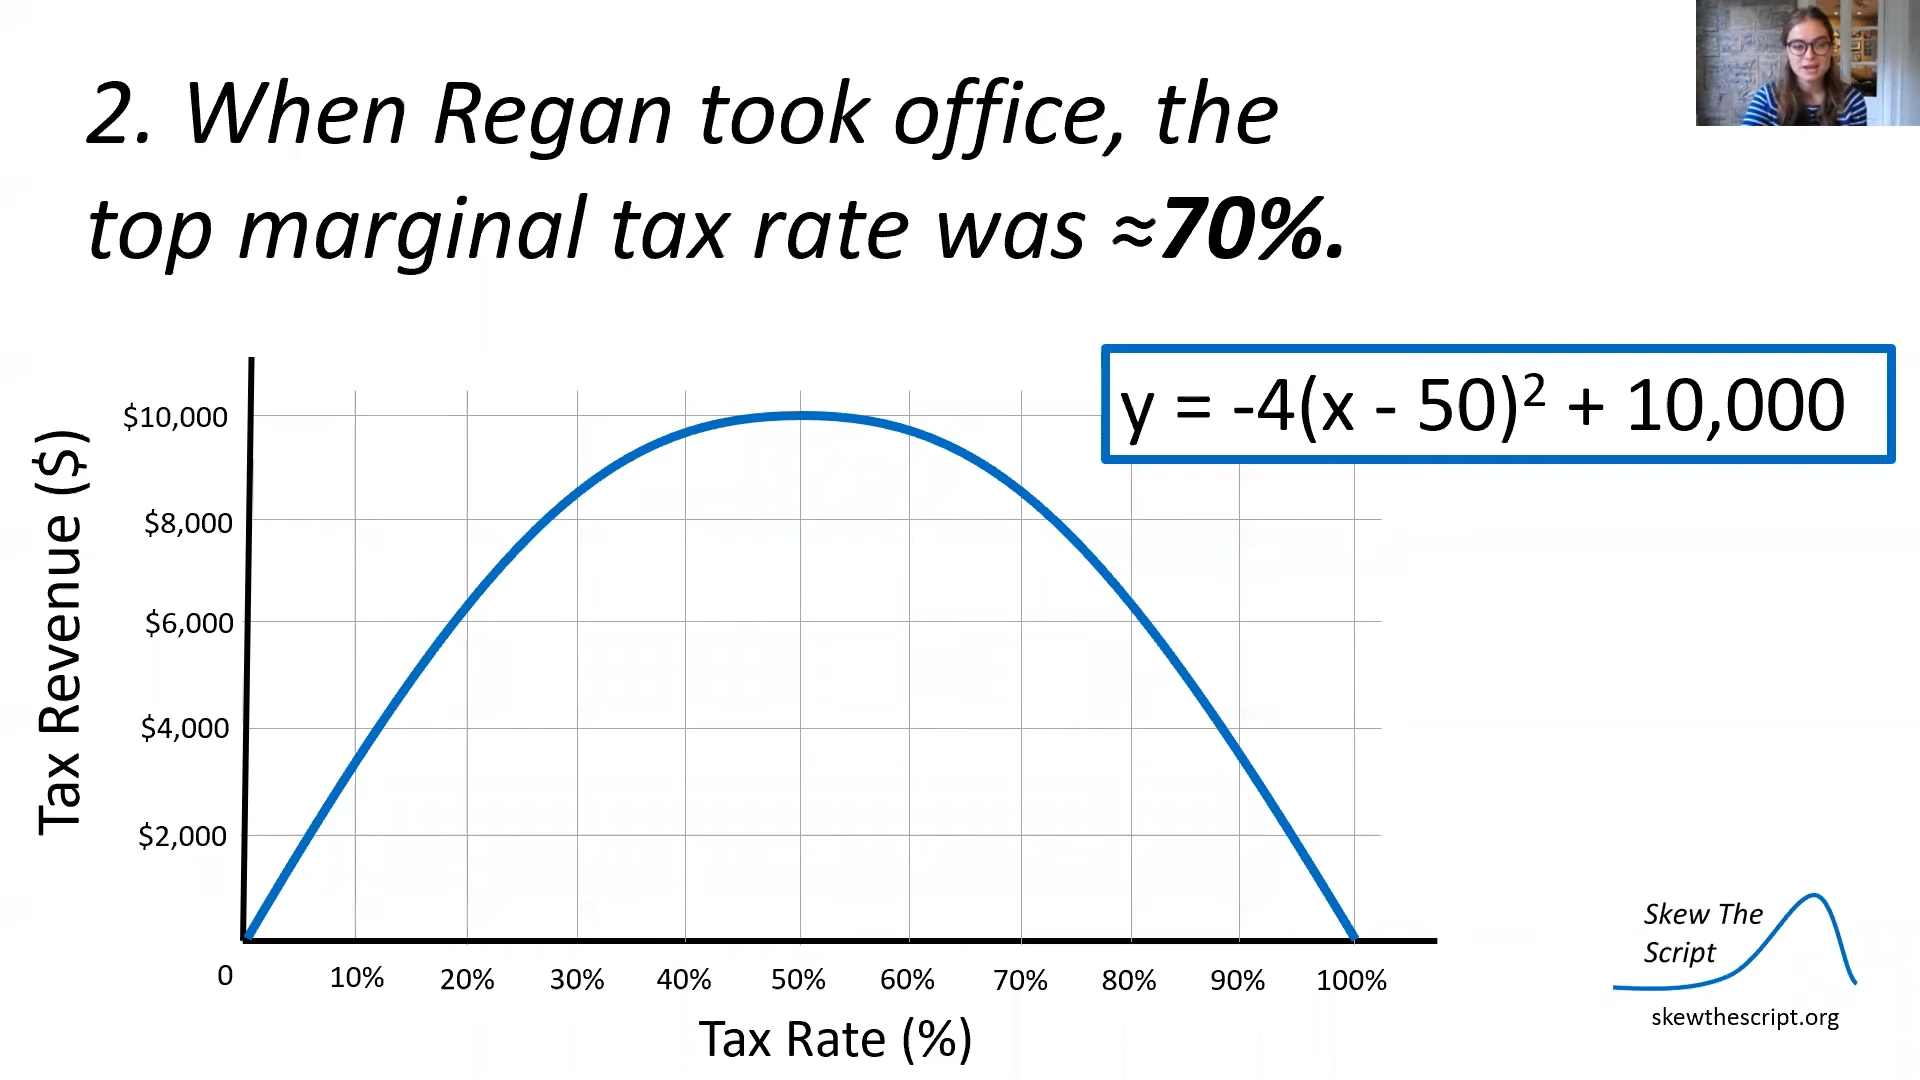 2. When Regan took office, the
top marginal tax rate was ≈70%.
y = -4(x - 50)² + 10,000
Tax Revenue ($)
$10,000
$8,000
$6,000
$4,000
$2,000
0 10% 20% 30% 40% 50% 60% 70% 80% 90% 100%
Tax Rate (%)
Skew The
Script
skewthescript.org